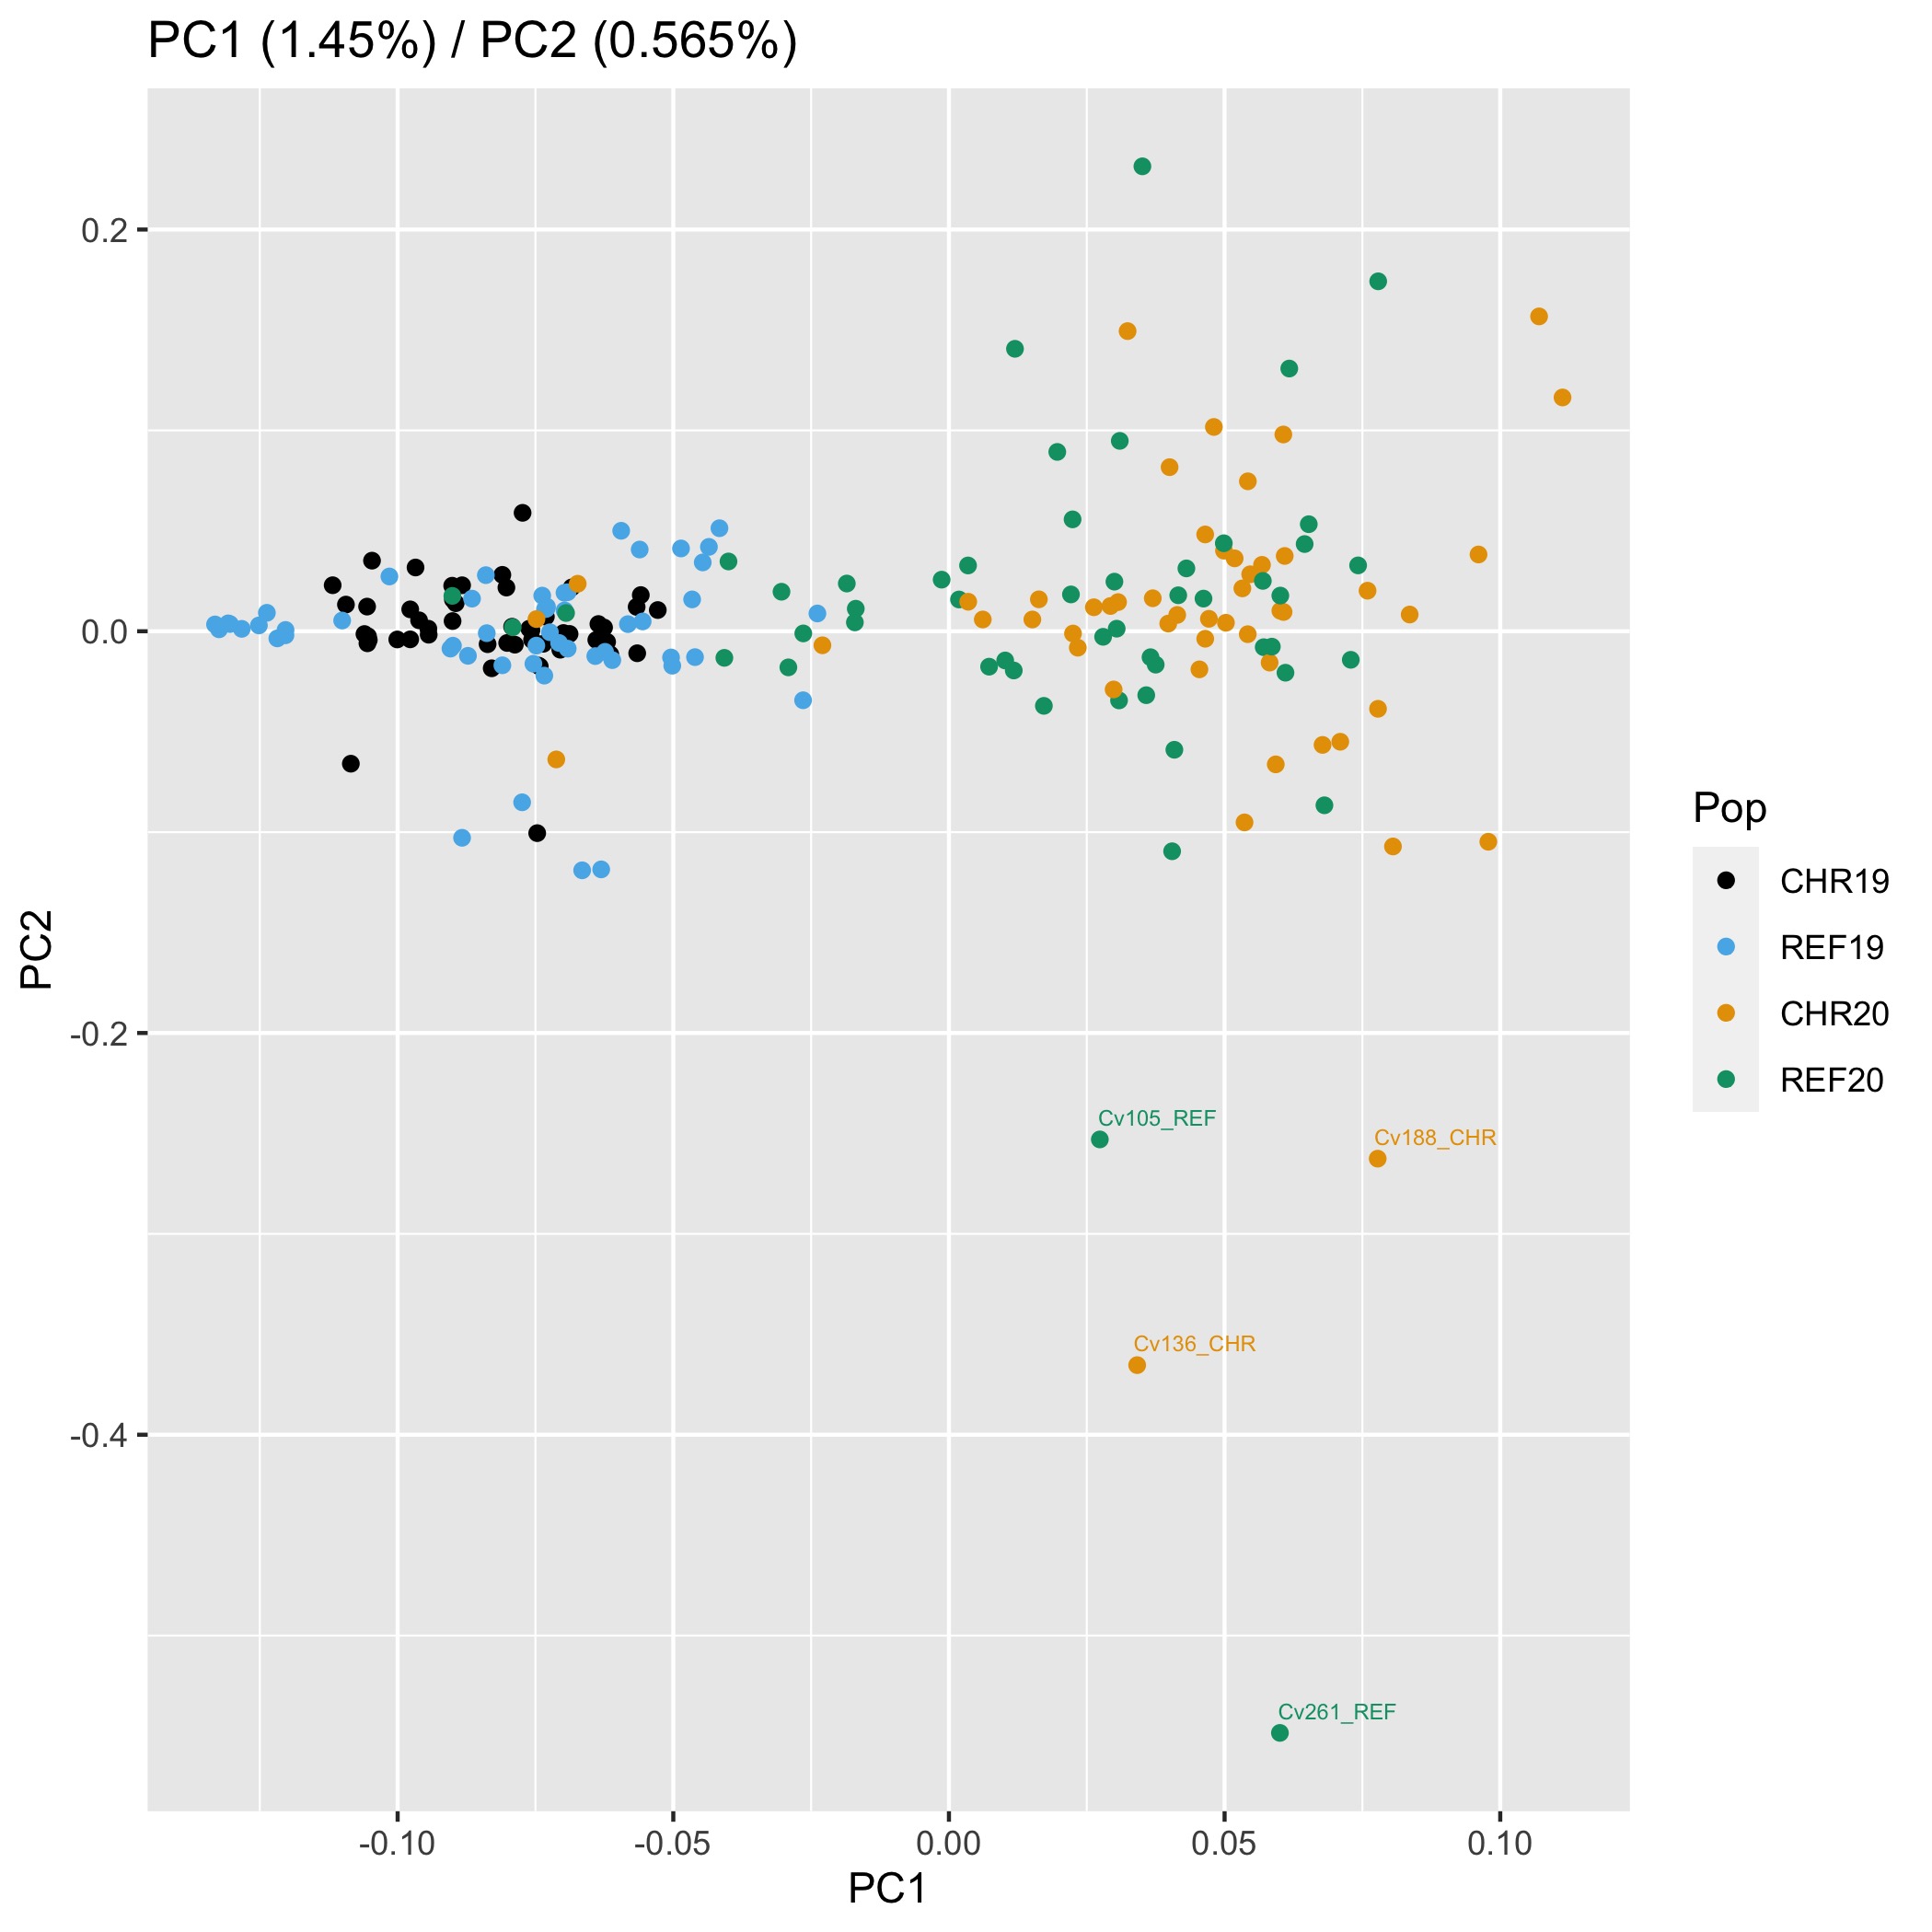 PC1 (1.45%) / PC2 (0.565%)
0.2
0.0
-0.2
-0.4
PC2
Cv105_REF
Cv188_CHR
Cv136_CHR
Cv261_REF
-0.10
-0.05
0.00
0.05
0.10
PC1
Pop
CHR19
REF19
CHR20
REF20